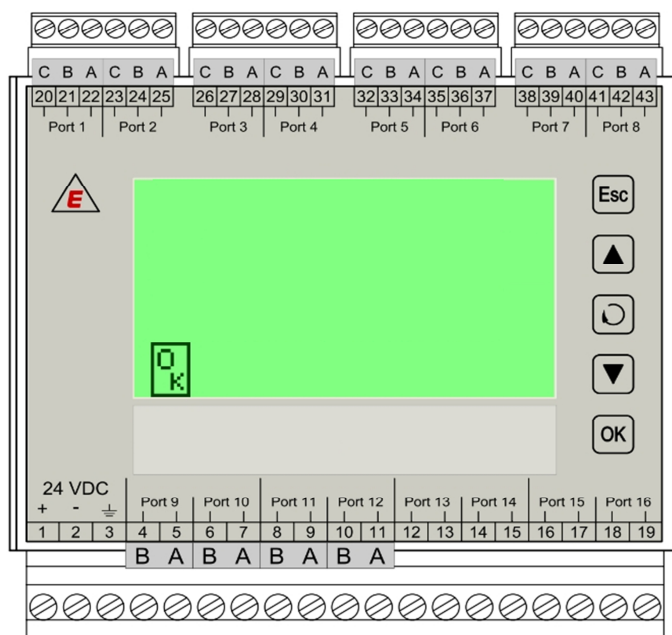 C B A C B A C B A C B A C B A C B A C B A C B A
20 21 22 23 24 25 26 27 28 29 30 31 32 33 34 35 36 37 38 39 40 41 42 43
Port 1 Port 2 Port 3 Port 4 Port 5 Port 6 Port 7 Port 8
E
Esc
OK
OK
24 VDC
+ -
Port 9 Port 10 Port 11 Port 12 Port 13 Port 14 Port 15 Port 16
1 2 3 4 5 6 7 8 9 10 11 12 13 14 15 16 17 18 19
B A B A B A B A